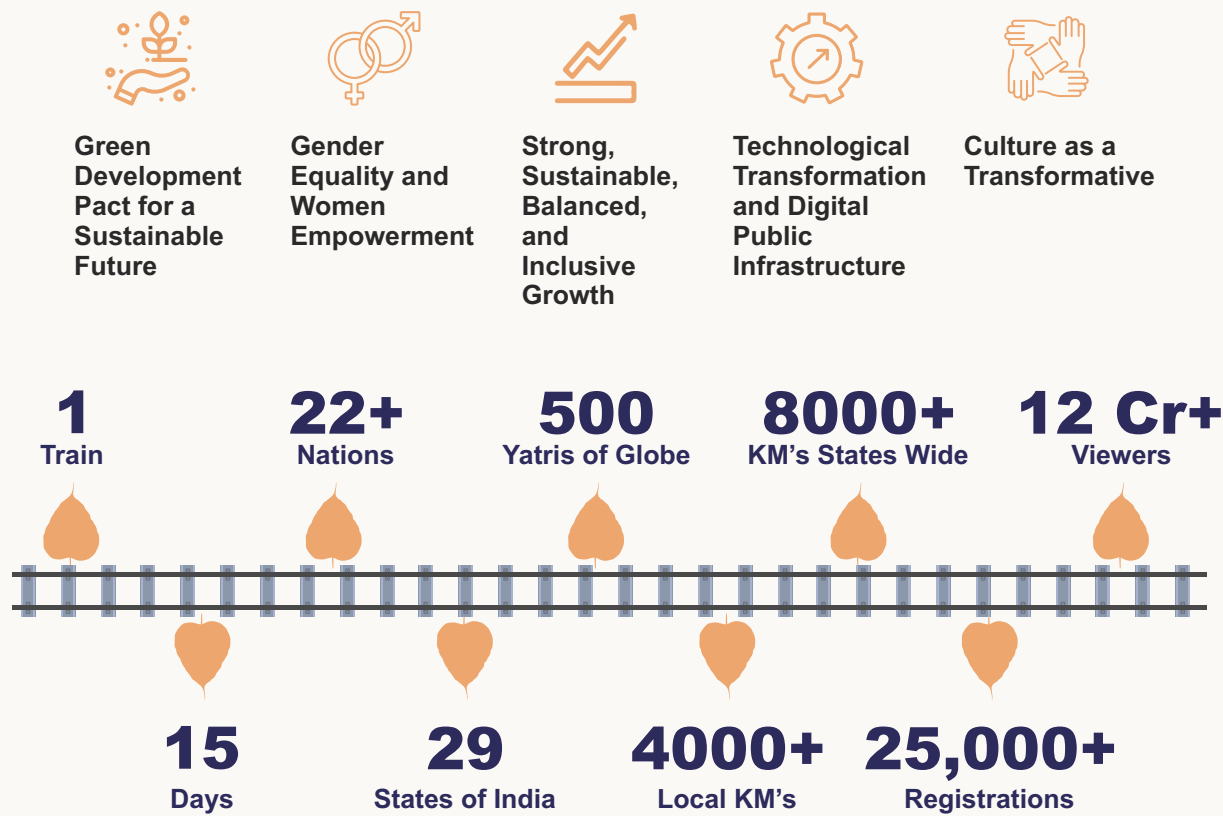 Green
Development
Pact for a
Sustainable
Future
Gender
Equality and
Women
Empowerment
Strong,
Sustainable,
Balanced,
and
Inclusive
Growth
Technological
Transformation
and Digital
Public
Infrastructure
Culture as a
Transformative
1
Train
22+
Nations
500
Yatris of Globe
8000+
KM’s States Wide
12 Cr+
Viewers
15
Days
29
States of India
4000+
Local KM’s
25,000+
Registrations